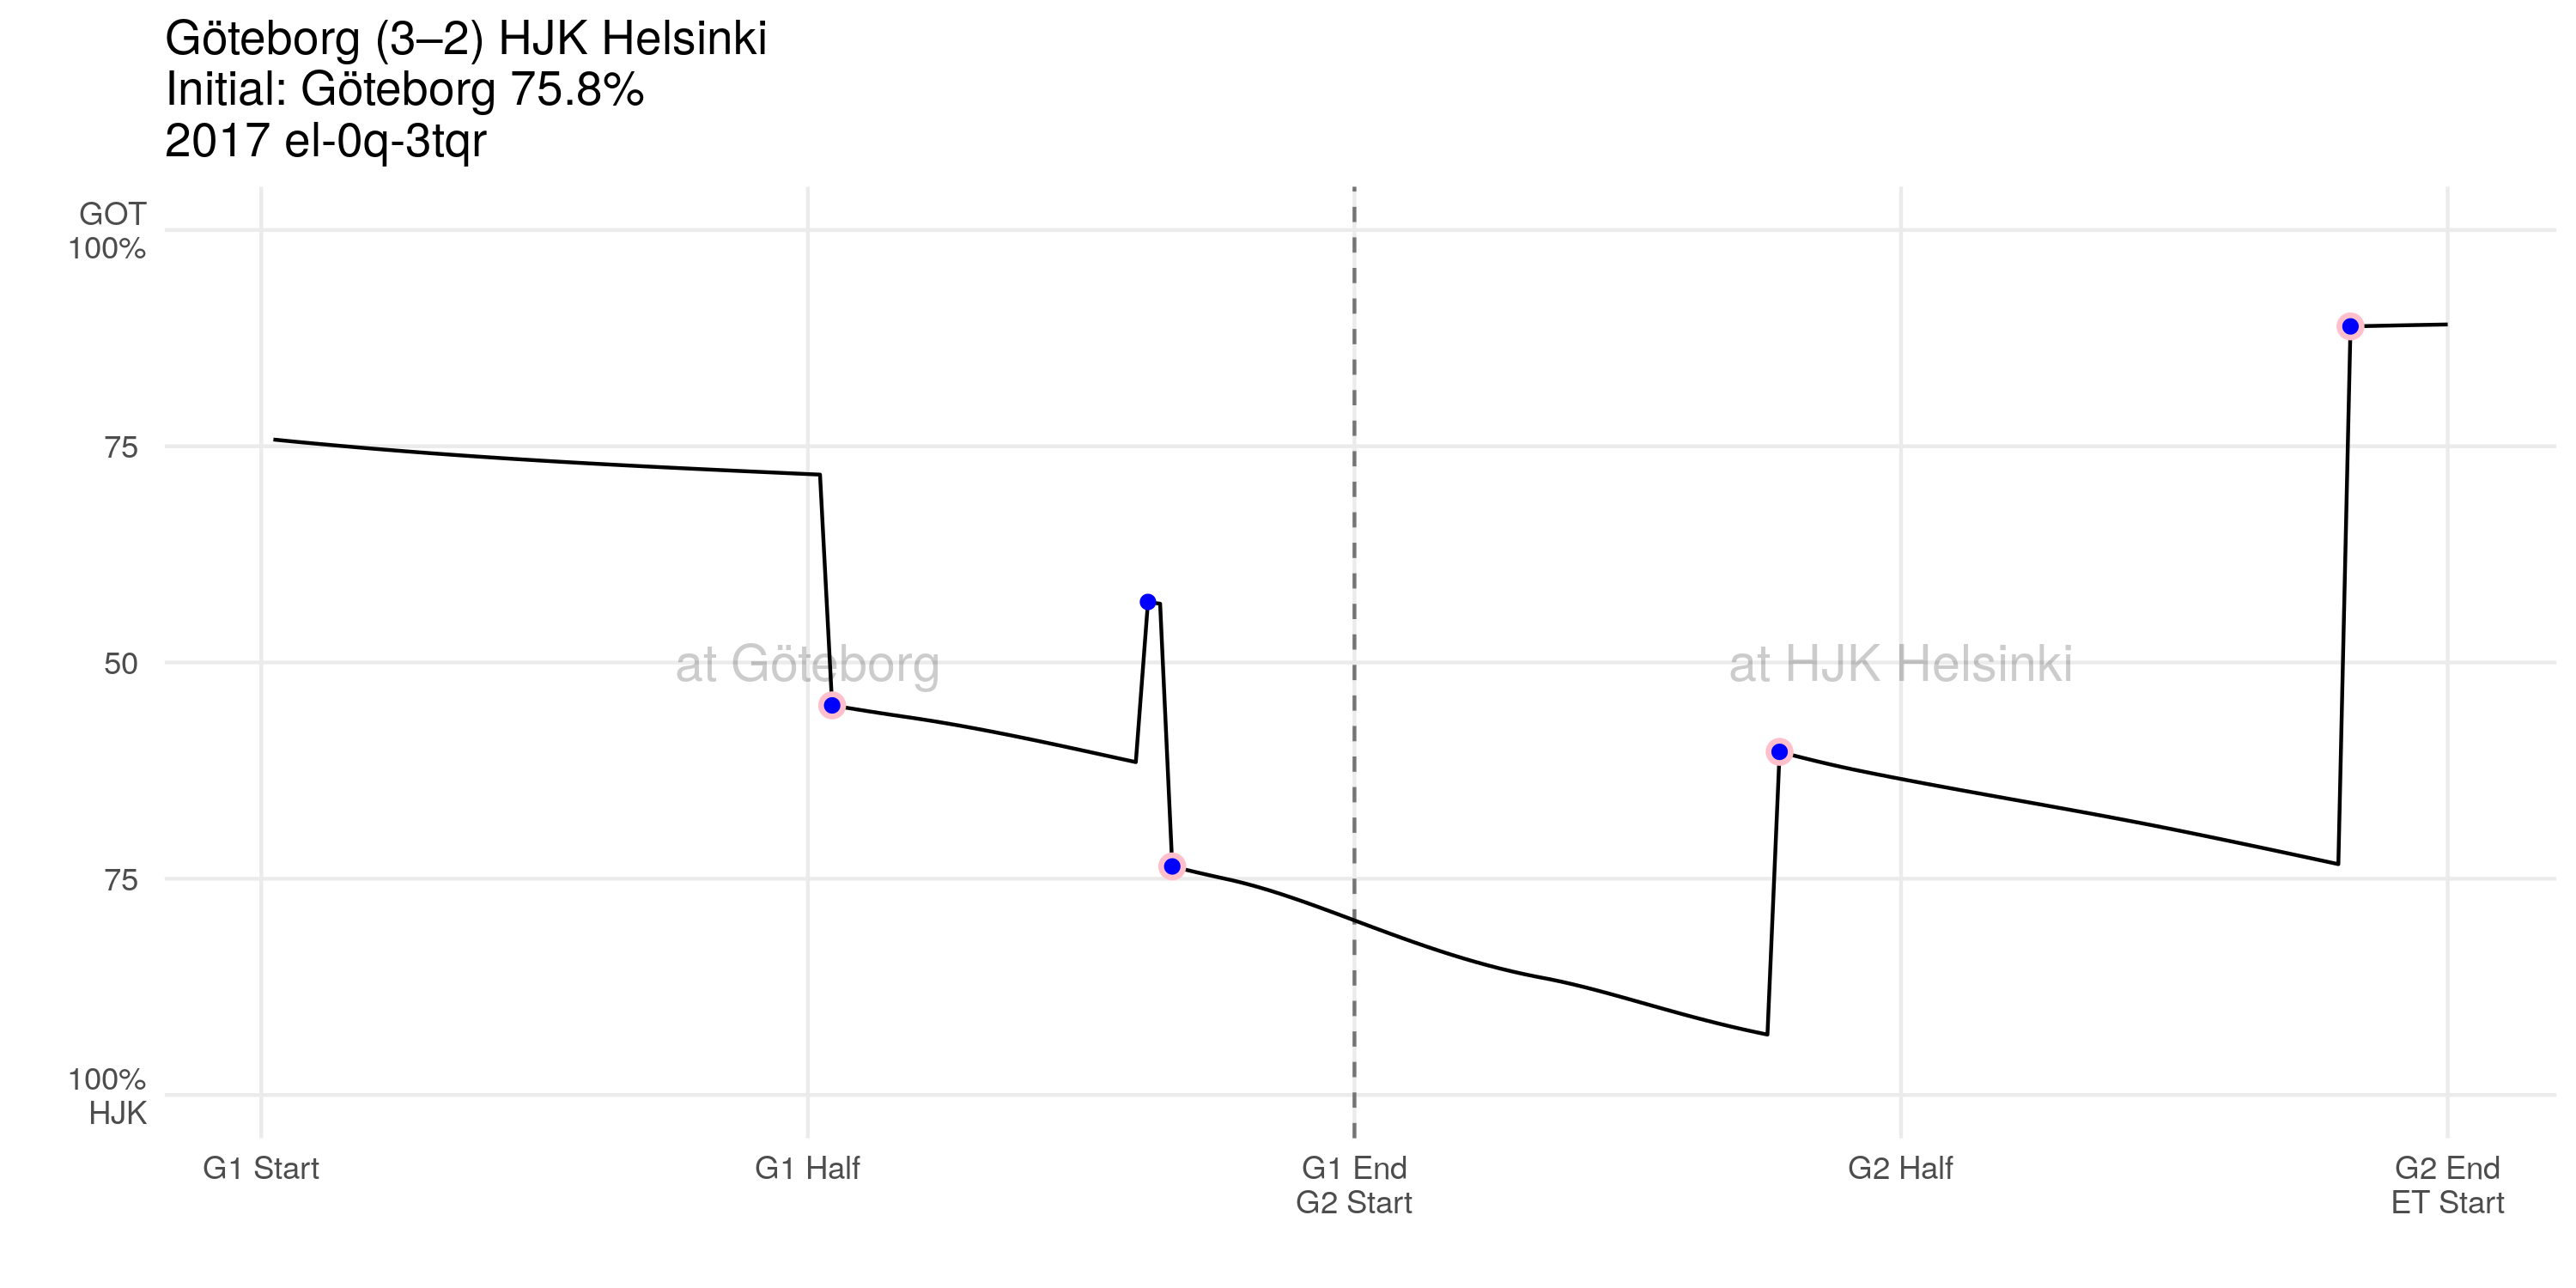 Göteborg (3–2) HJK Helsinki
Initial: Göteborg 75.8%
2017 el-0q-3tqr
GOT
100%
75
50
75
100%
HJK
at Göteborg
at HJK Helsinki
G1 Start
G1 Half
G1 End
G2 Start
G2 Half
G2 End
ET Start